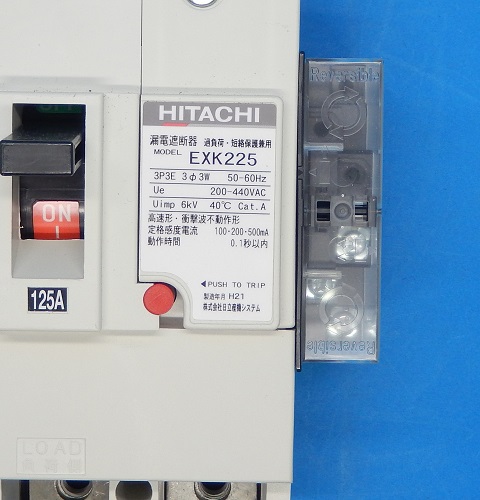 HITACHI
漏電遮断器 過負荷・短絡保護兼用
MODEL EXK225
3P3E 3φ3W 50-60Hz
Ue 200-440VAC
Uimp 6kV 40℃ Cat.A
高速形・衝撃波不動作形
定格感度電流 100-200-500mA
動作時間 0.1秒以内
◀PUSH TO TRIP
製造年月 H21
株式会社日立産機システム
ON
I
125A
Reversible
Reversible
LOAD
負荷側